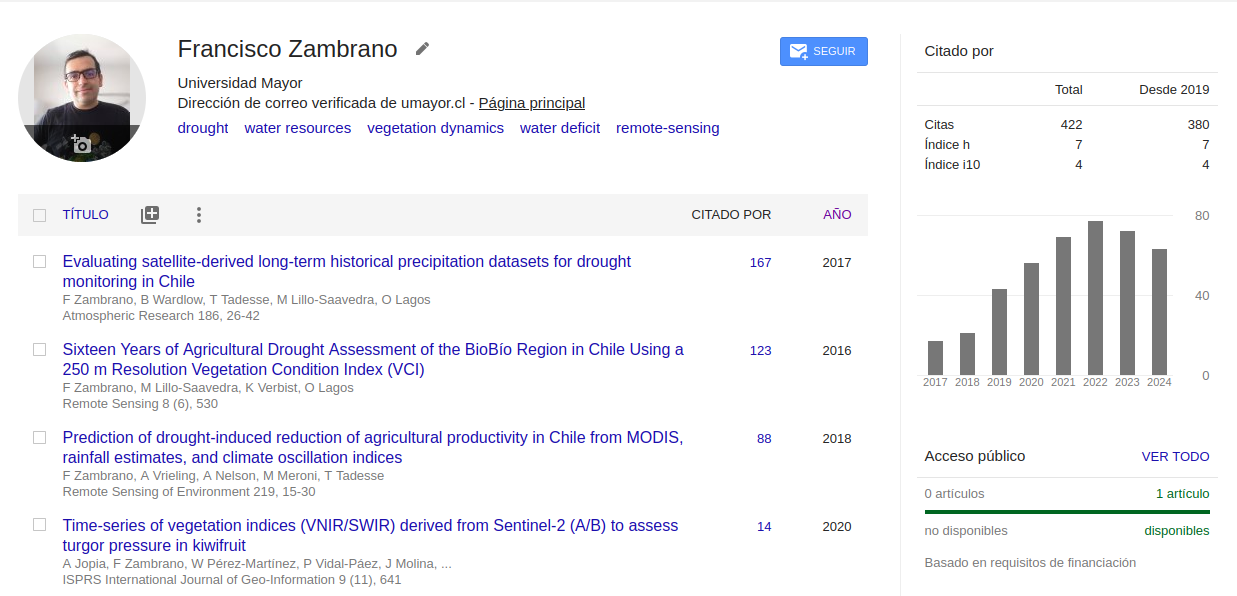 Francisco Zambrano
SEGUIR
Universidad Mayor
Dirección de correo verificada de umayor.cl - Página principal
drought water resources vegetation dynamics water deficit remote-sensing
TÍTULO CITADO POR AÑO
Evaluating satellite-derived long-term historical precipitation datasets for drought 167 2017
monitoring in Chile
F Zambrano, B Wardlow, T Tadesse, M Lillo-Saavedra, O Lagos
Atmospheric Research 186, 26-42
Sixteen Years of Agricultural Drought Assessment of the BioBío Region in Chile Using a 123 2016
250 m Resolution Vegetation Condition Index (VCI)
F Zambrano, M Lillo-Saavedra, K Verbist, O Lagos
Remote Sensing 8 (6), 530
Prediction of drought-induced reduction of agricultural productivity in Chile from MODIS, 88 2018
rainfall estimates, and climate oscillation indices
F Zambrano, A Vrieling, A Nelson, M Meroni, T Tadesse
Remote Sensing of Environment 219, 15-30
Time-series of vegetation indices (VNIR/SWIR) derived from Sentinel-2 (A/B) to assess 14 2020
turgor pressure in kiwifruit
A Jopia, F Zambrano, W Pérez-Martínez, P Vidal-Páez, J Molina, ...
ISPRS International Journal of Geo-Information 9 (11), 641
Citado por
Total Desde 2019
Citas 422 380
Índice h 7 7
Índice i10 4 4
80
40
0
2017 2018 2019 2020 2021 2022 2023 2024
Acceso público VER TODO
0 artículos 1 artículo
no disponibles disponibles
Basado en requisitos de financiación